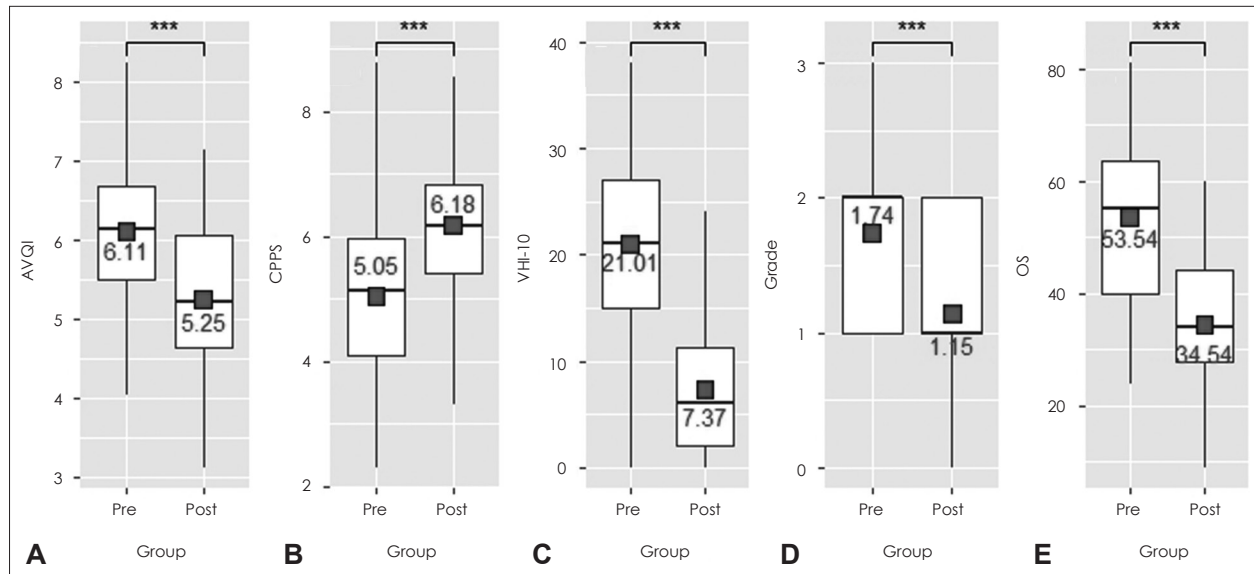 ***
AVQI
8
7
6
5
4
3
6.11
5.25
Pre
Post
A
Group
***
CPPS
8
6
4
2
5.05
6.18
Pre
Post
B
Group
***
VHI-10
40
30
20
10
0
21.01
7.37
Pre
Post
C
Group
***
Grade
3
2
1
0
1.74
1.15
Pre
Post
D
Group
***
OS
80
60
40
20
53.54
34.54
Pre
Post
E
Group